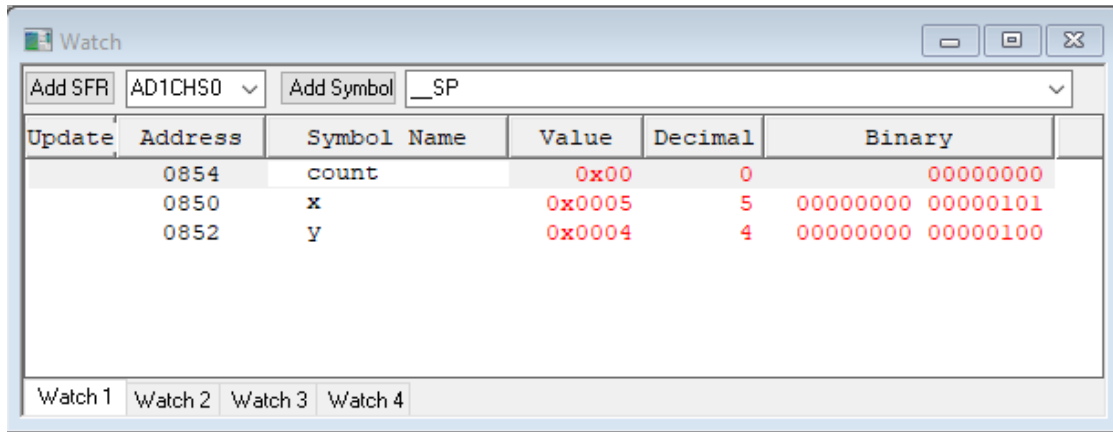 Watch
Add SFR AD1CHS0 Add Symbol __SP
Update Address Symbol Name Value Decimal Binary
0854 count 0x00 0 00000000
0850 x 0x0005 5 00000000 00000101
0852 y 0x0004 4 00000000 00000100
Watch 1 Watch 2 Watch 3 Watch 4